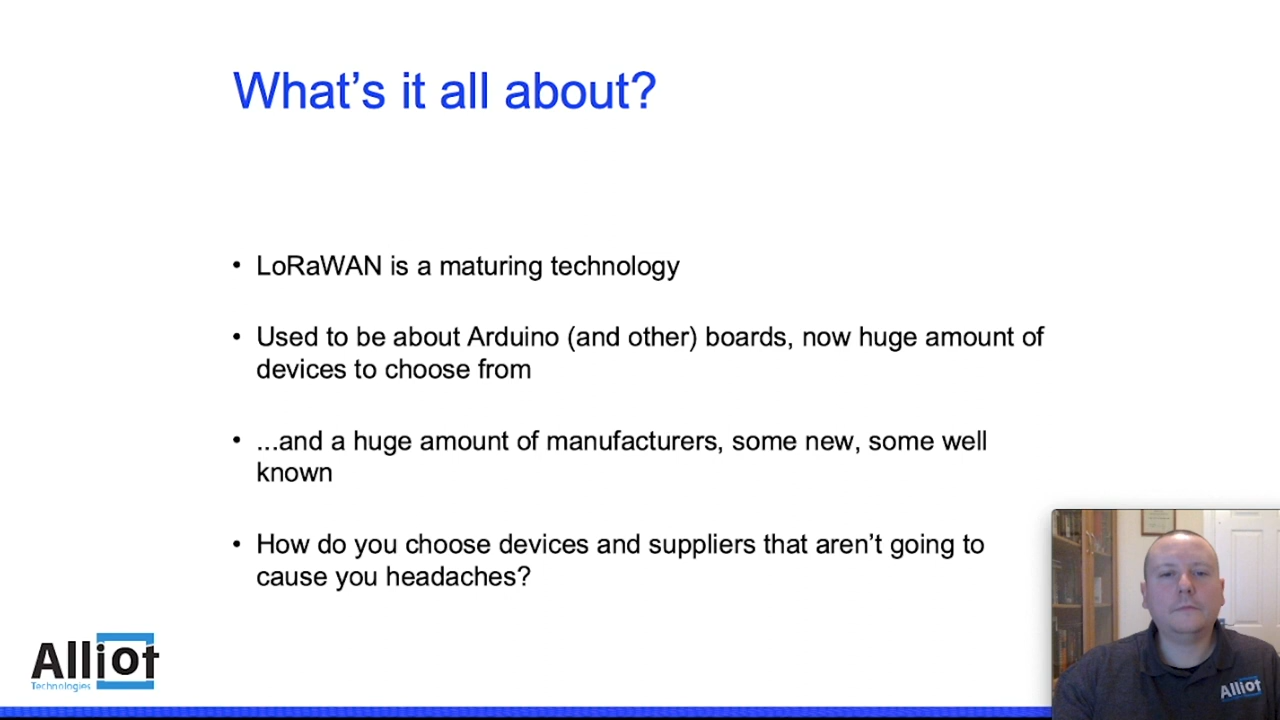 What's it all about?
• LoRaWAN is a maturing technology
• Used to be about Arduino (and other) boards, now huge amount of
devices to choose from
• ...and a huge amount of manufacturers, some new, some well
known
• How do you choose devices and suppliers that aren't going to
cause you headaches?
Alliot
Technologies
Alliot